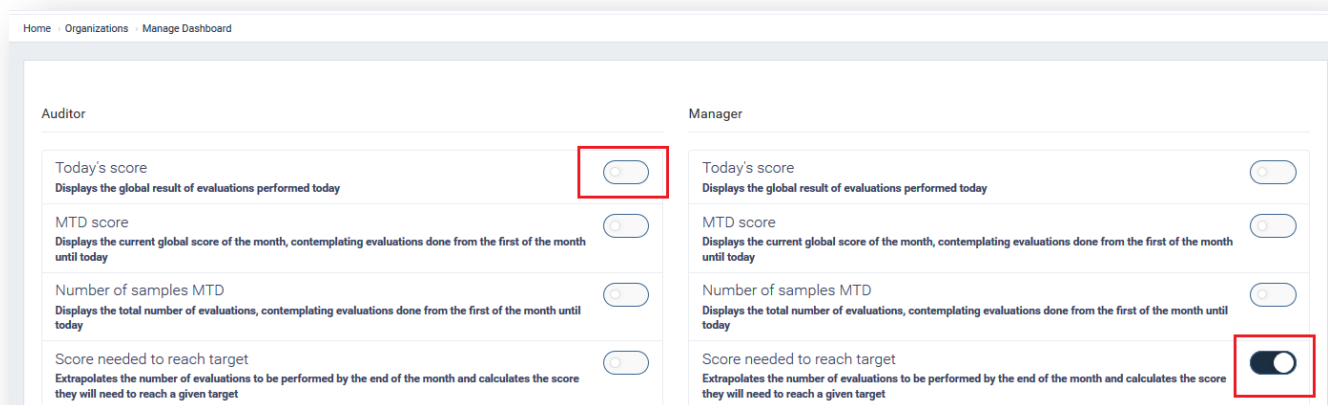 Home › Organizations › Manage Dashboard
Auditor
Today's score
Displays the global result of evaluations performed today
MTD score
Displays the current global score of the month, contemplating evaluations done from the first of the month
until today
Number of samples MTD
Displays the total number of evaluations, contemplating evaluations done from the first of the month until
today
Score needed to reach target
Extrapolates the number of evaluations to be performed by the end of the month and calculates the score
they will need to reach a given target
Manager
Today's score
Displays the global result of evaluations performed today
MTD score
Displays the current global score of the month, contemplating evaluations done from the first of the month
until today
Number of samples MTD
Displays the total number of evaluations, contemplating evaluations done from the first of the month until
today
Score needed to reach target
Extrapolates the number of evaluations to be performed by the end of the month and calculates the score
they will need to reach a given target